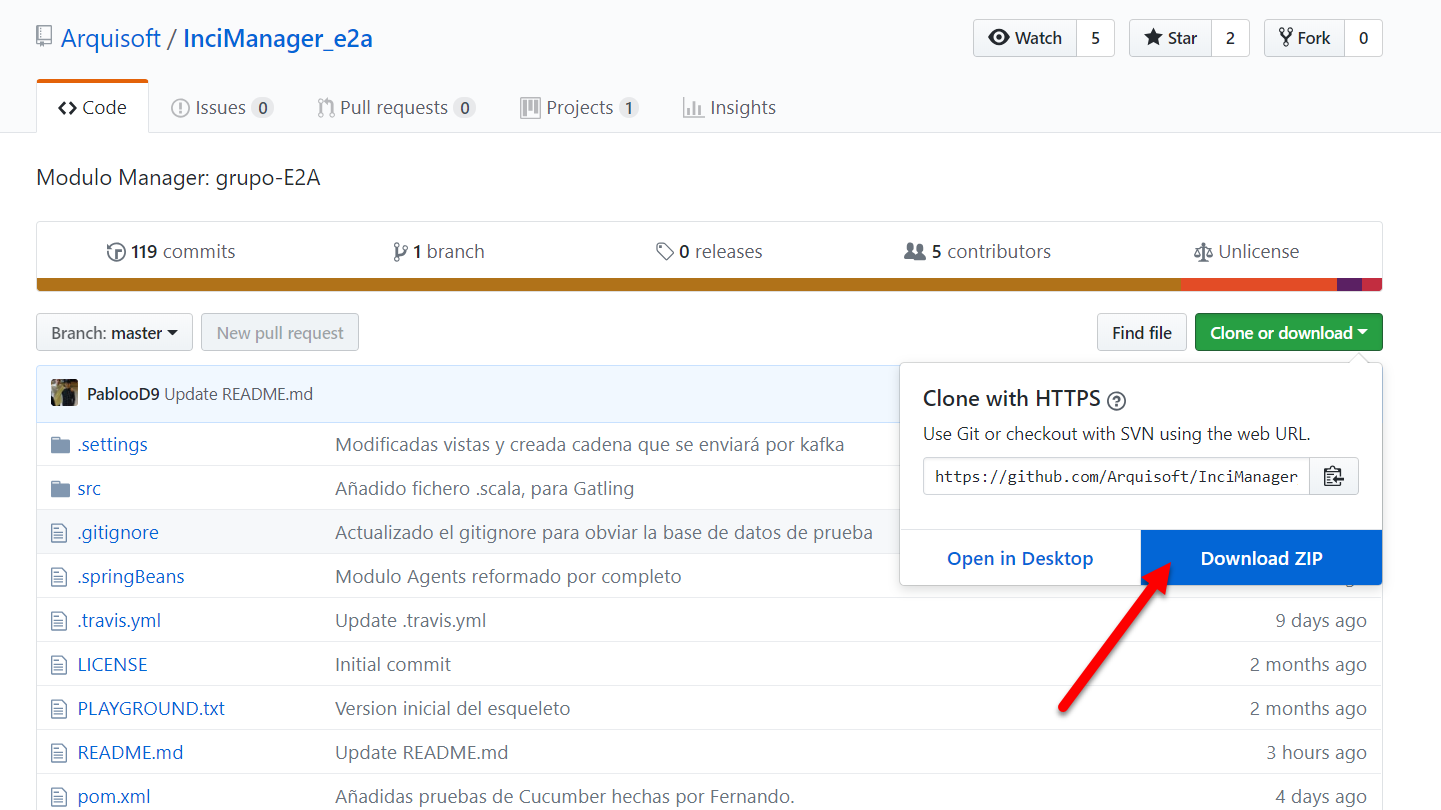 Arquisoft / InciManager_e2a
Watch 5 Star 2 Fork 0
Code Issues 0 Pull requests 0 Projects 1 Insights
Modulo Manager: grupo-E2A
119 commits 1 branch 0 releases 5 contributors Unlicense
Branch: master New pull request Find file Clone or download
PablooD9 Update README.md
Clone with HTTPS ?
Use Git or checkout with SVN using the web URL.
https://github.com/Arquisoft/InciManager
Open in Desktop Download ZIP
.settings Modificadas vistas y creada cadena que se enviará por kafka
src Añadido fichero .scala, para Gatling
.gitignore Actualizado el gitignore para obviar la base de datos de prueba
.springBeans Modulo Agents reformado por completo
.travis.yml Update .travis.yml 9 days ago
LICENSE Initial commit 2 months ago
PLAYGROUND.txt Version inicial del esqueleto 2 months ago
README.md Update README.md 3 hours ago
pom.xml Añadidas pruebas de Cucumber hechas por Fernando. 4 days ago